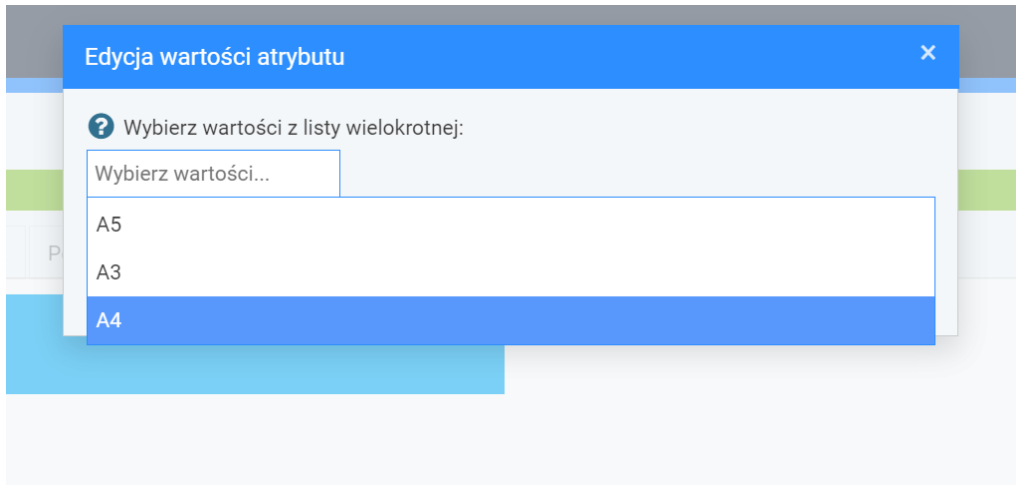 Edycja wartości atrybutu ×
? Wybierz wartości z listy wielokrotnej:
Wybierz wartości...
A5
P
A3
A4